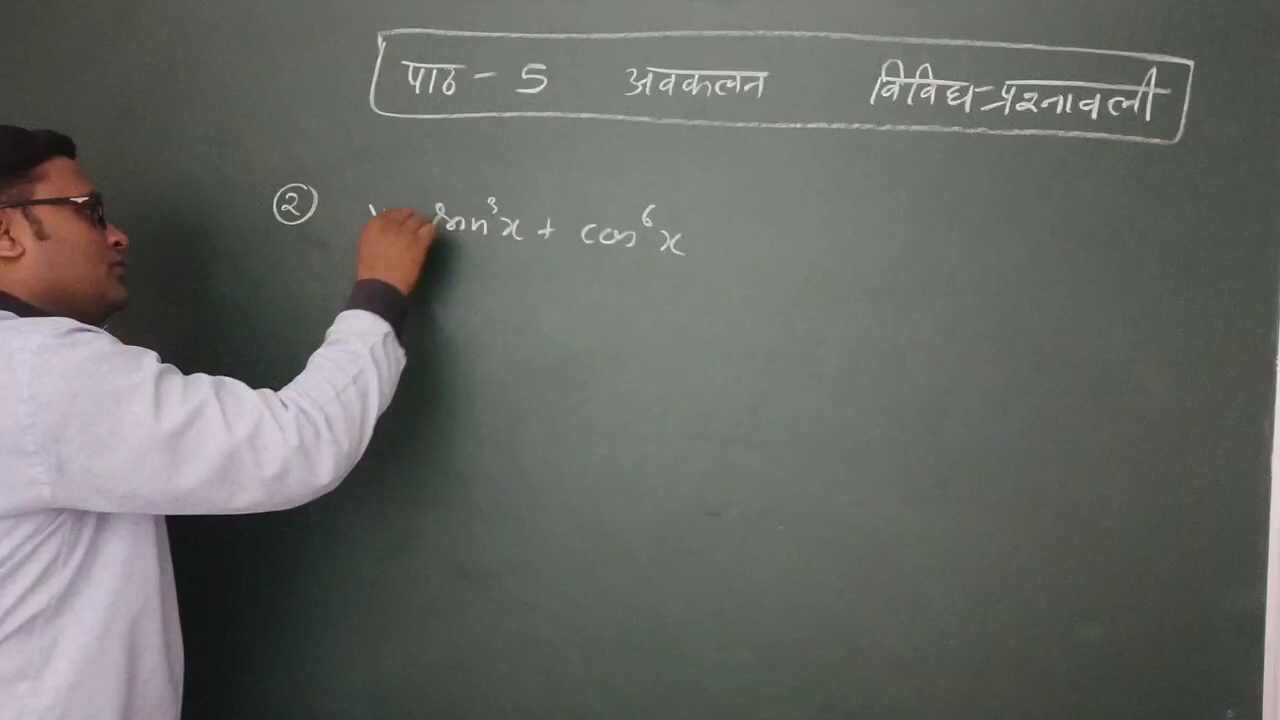 पाठ - 5 अवकलन विविध-प्रश्नावली
② sin³x + cos⁶x